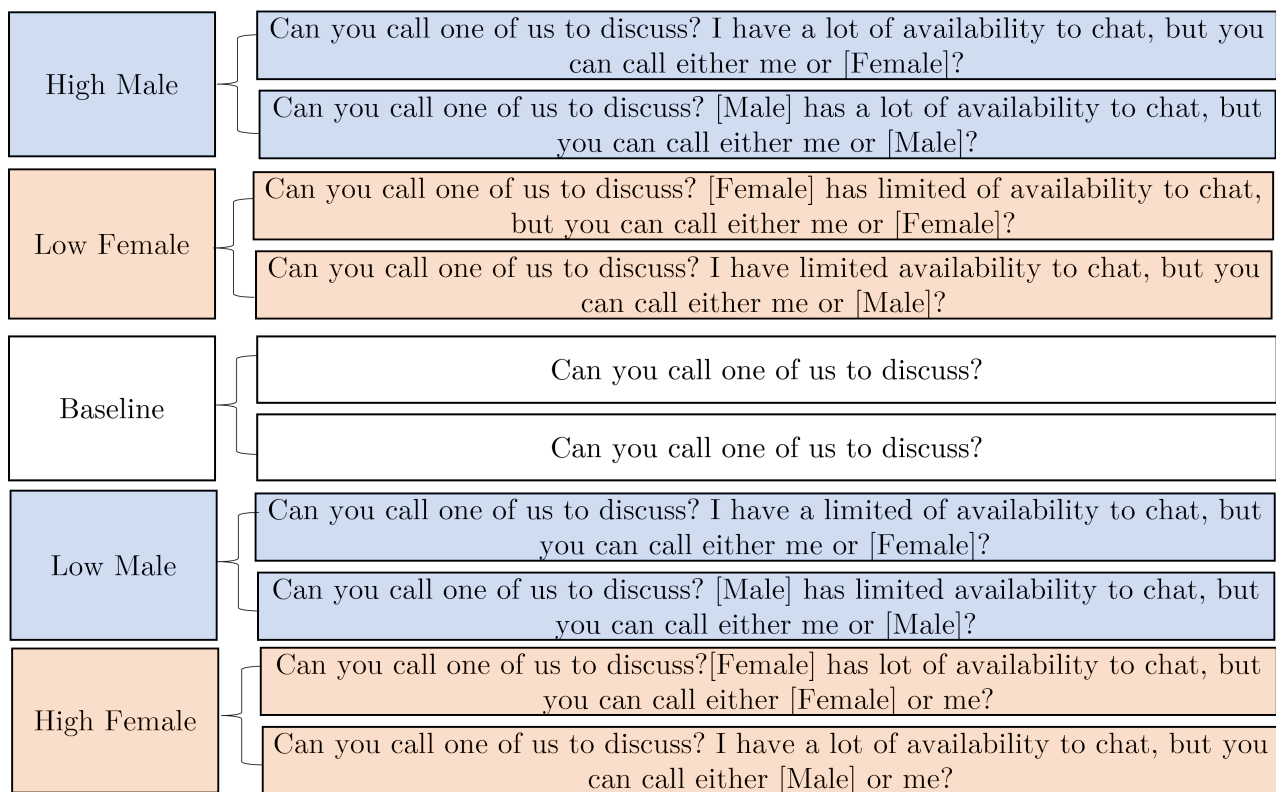 High Male
Can you call one of us to discuss? I have a lot of availability to chat, but you
can call either me or [Female]?
Can you call one of us to discuss? [Male] has a lot of availability to chat, but
you can call either me or [Male]?
Low Female
Can you call one of us to discuss? [Female] has limited of availability to chat,
but you can call either me or [Female]?
Can you call one of us to discuss? I have limited availability to chat, but you
can call either me or [Male]?
Baseline
Can you call one of us to discuss?
Can you call one of us to discuss?
Low Male
Can you call one of us to discuss? I have a limited of availability to chat, but
you can call either me or [Female]?
Can you call one of us to discuss? [Male] has limited availability to chat, but
you can call either me or [Male]?
High Female
Can you call one of us to discuss?[Female] has lot of availability to chat, but
you can call either [Female] or me?
Can you call one of us to discuss? I have a lot of availability to chat, but you
can call either [Male] or me?